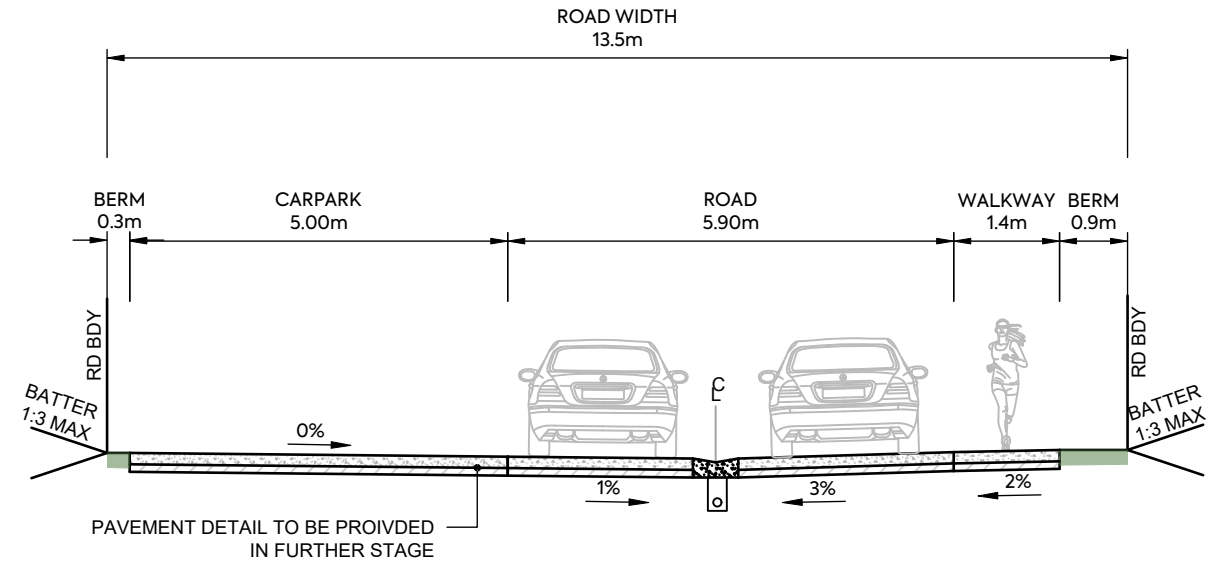 ROAD WIDTH
13.5m
BERM
0.3m
CARPARK
5.00m
ROAD
5.90m
WALKWAY
1.4m
BERM
0.9m
RD BDY
RD BDY
BATTER
1:3 MAX
BATTER
1:3 MAX
CL
0%
1%
3%
2%
PAVEMENT DETAIL TO BE PROIVDED
IN FURTHER STAGE